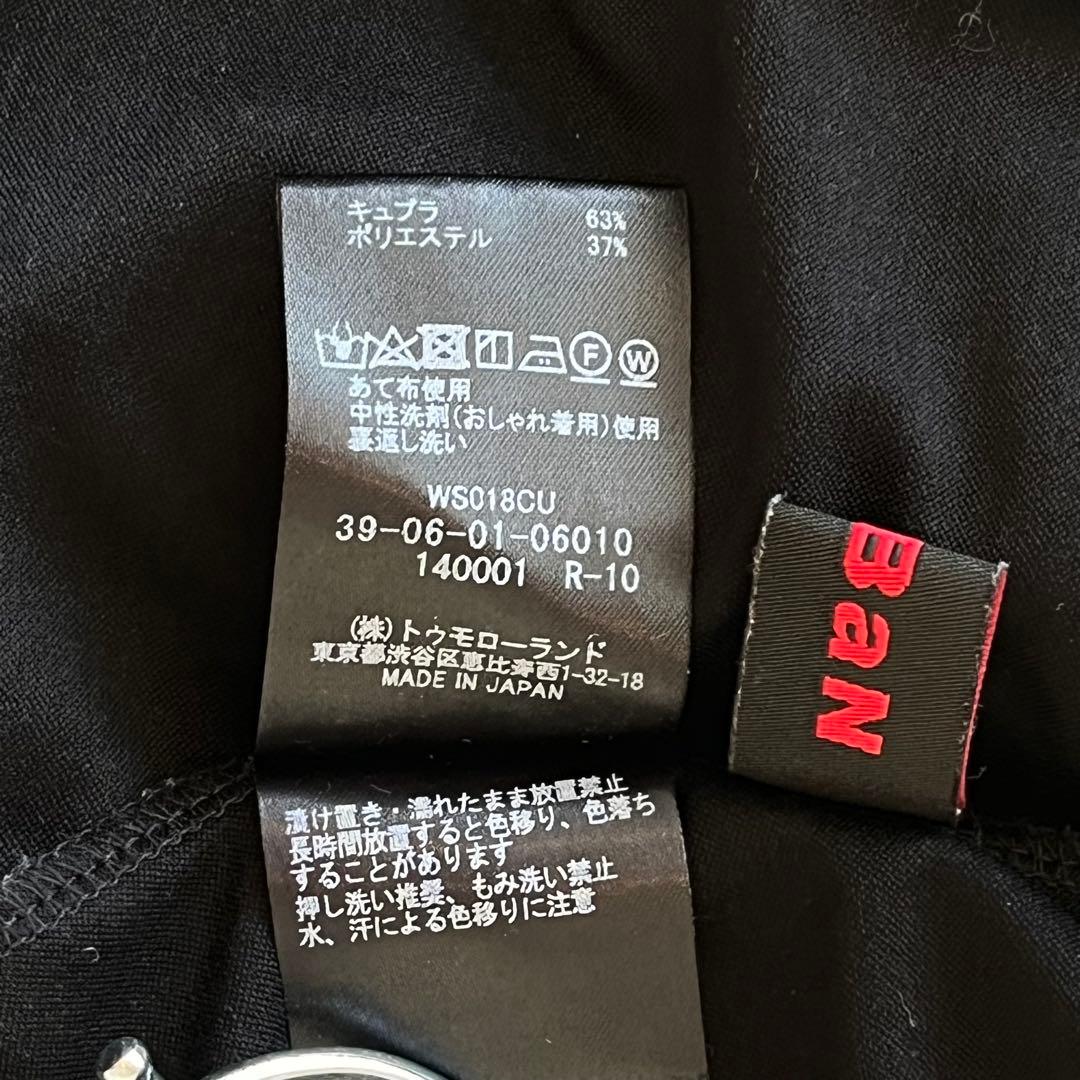 キュプラ 63%
ポリエステル 37%
F W
あて布使用
中性洗剤(おしゃれ着用)使用
裏返し洗い
WS018CU
39-06-01-06010
140001 R-10
(株)トゥモローランド
東京都渋谷区恵比寿西1-32-18
MADE IN JAPAN
漬け置き・濡れたまま放置禁止
長時間放置すると色移り、色落ち
することがあります
押し洗い推奨、もみ洗い禁止
水、汗による色移りに注意
BaN